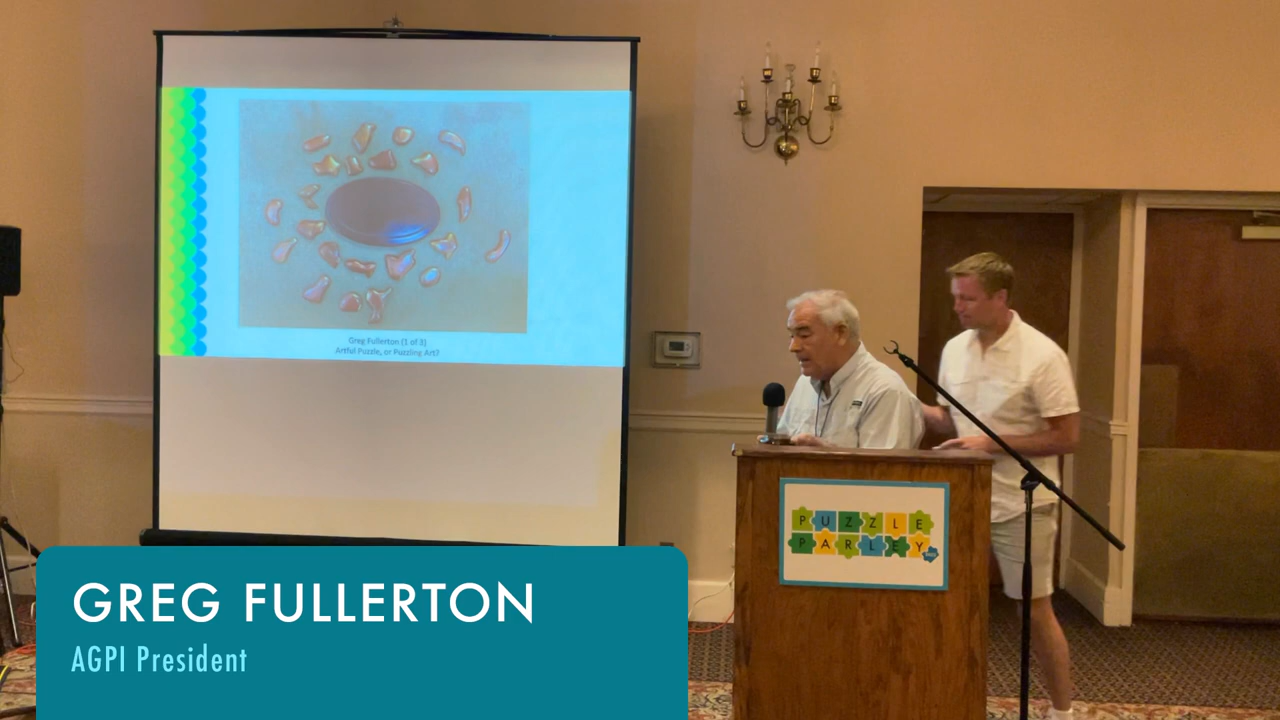 Greg Fullerton (1 of 3)
Artful Puzzle, or Puzzling Art?
PUZZLE
PARLEY
GREG FULLERTON
AGPI President